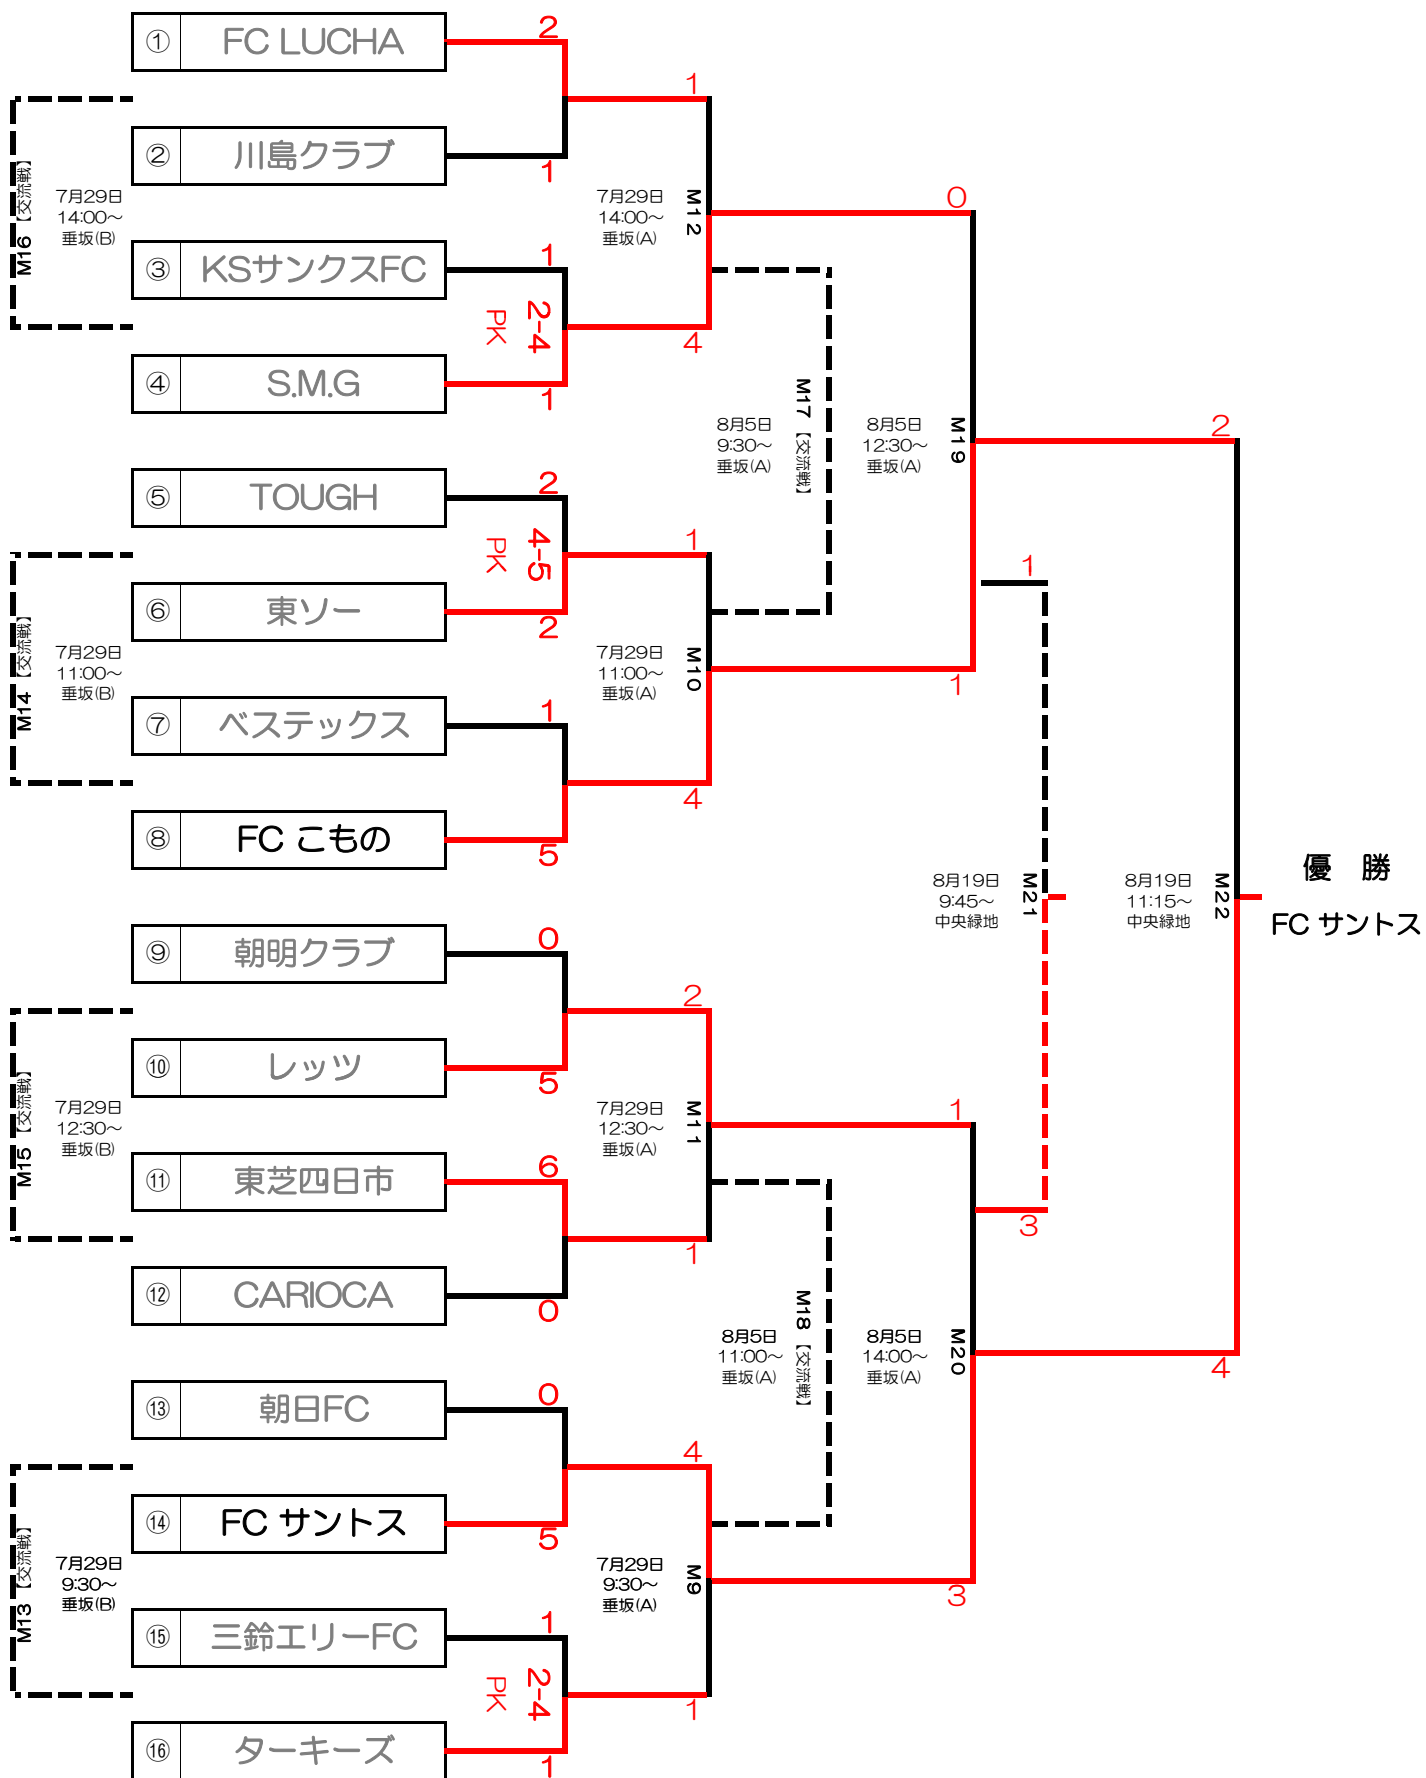 ① FC LUCHA
2
② 川島クラブ
1
③ KSサンクスFC
1
2-4
PK
④ S.M.G
1
⑤ TOUGH
2
4-5
PK
⑥ 東ソー
2
⑦ ベステックス
1
⑧ FC こもの
5
⑨ 朝明クラブ
0
⑩ レッツ
5
⑪ 東芝四日市
6
⑫ CARIOCA
0
⑬ 朝日FC
0
⑭ FC サントス
5
⑮ 三鈴エリーFC
1
2-4
PK
⑯ ターキーズ
1
M16【交流戦】
7月29日
14:00～
垂坂(B)
M14【交流戦】
7月29日
11:00～
垂坂(B)
M15【交流戦】
7月29日
12:30～
垂坂(B)
M13【交流戦】
7月29日
9:30～
垂坂(B)
1
7月29日
14:00～
垂坂(A)
M12
4
1
7月29日
11:00～
垂坂(A)
M10
4
2
7月29日
12:30～
垂坂(A)
M11
1
4
7月29日
9:30～
垂坂(A)
M9
1
8月5日
9:30～
垂坂(A)
M17【交流戦】
8月5日
11:00～
垂坂(A)
M18【交流戦】
0
8月5日
12:30～
垂坂(A)
M19
1
1
8月5日
14:00～
垂坂(A)
M20
3
1
8月19日
9:45～
中央緑地
M21
3
2
8月19日
11:15～
中央緑地
M22
4
優 勝
FC サントス